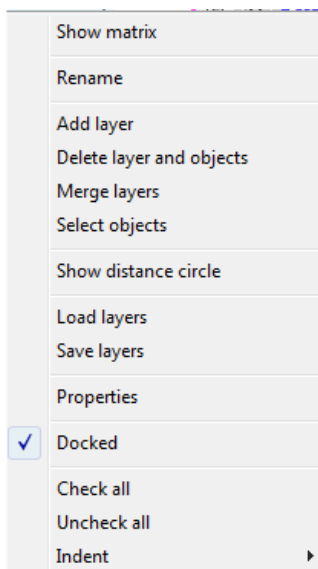 Show matrix
Rename
Add layer
Delete layer and objects
Merge layers
Select objects
Show distance circle
Load layers
Save layers
Properties
Docked
Check all
Uncheck all
Indent